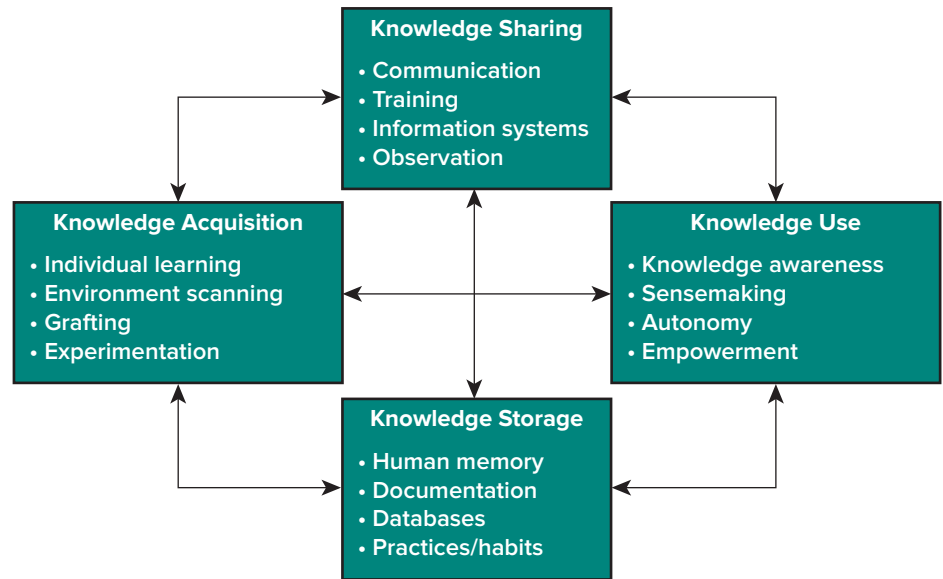 Knowledge Sharing
• Communication
• Training
• Information systems
• Observation
Knowledge Acquisition
• Individual learning
• Environment scanning
• Grafting
• Experimentation
Knowledge Use
• Knowledge awareness
• Sensemaking
• Autonomy
• Empowerment
Knowledge Storage
• Human memory
• Documentation
• Databases
• Practices/habits